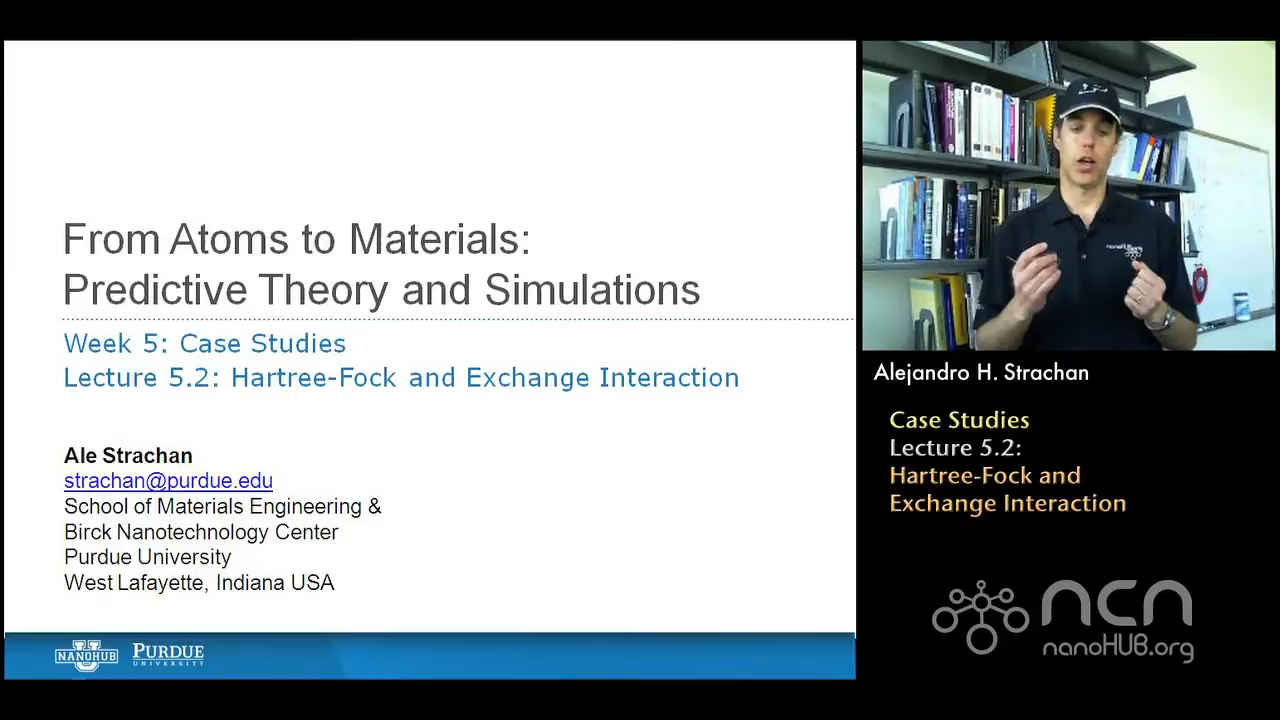 From Atoms to Materials:
Predictive Theory and Simulations
Week 5: Case Studies
Lecture 5.2: Hartree-Fock and Exchange Interaction
Ale Strachan
strachan@purdue.edu
School of Materials Engineering &
Birck Nanotechnology Center
Purdue University
West Lafayette, Indiana USA
NANOHUB U
PURDUE
UNIVERSITY
Alejandro H. Strachan
Case Studies
Lecture 5.2:
Hartree-Fock and
Exchange Interaction
ncn
nanoHUB.org